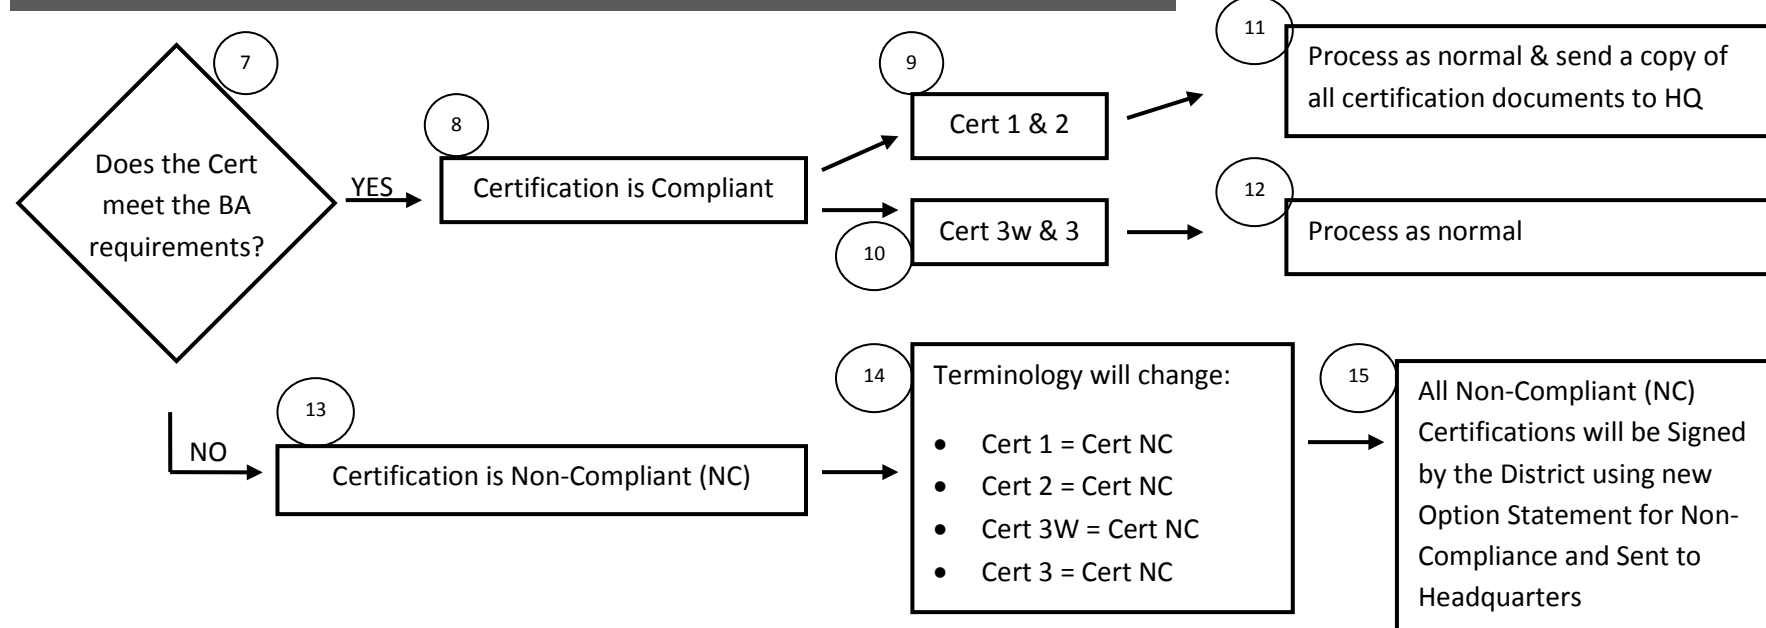 7
Does the Cert
meet the BA
requirements?
YES
8
Certification is Compliant
9
Cert 1 & 2
10
Cert 3w & 3
11
Process as normal & send a copy of
all certification documents to HQ
12
Process as normal
NO
13
Certification is Non-Compliant (NC)
14
Terminology will change:
• Cert 1 = Cert NC
• Cert 2 = Cert NC
• Cert 3W = Cert NC
• Cert 3 = Cert NC
15
All Non-Compliant (NC)
Certifications will be Signed
by the District using new
Option Statement for Non-
Compliance and Sent to
Headquarters